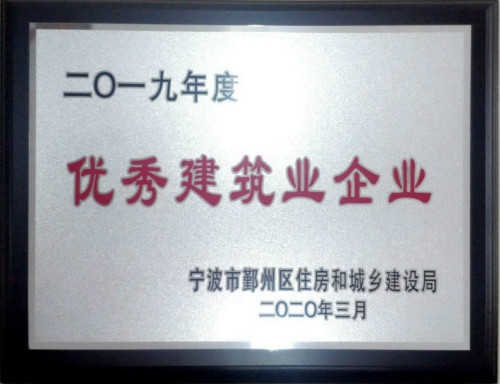 二〇一九年度
优秀建筑业企业
宁波市鄞州区住房和城乡建设局
二〇二〇年三月